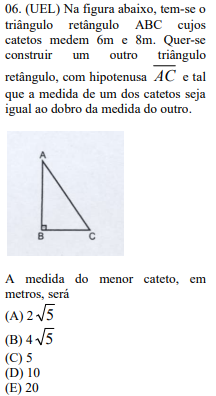 06. (UEL) Na figura abaixo, tem-se o
triângulo retângulo ABC cujos
catetos medem 6m e 8m. Quer-se
construir um outro triângulo
retângulo, com hipotenusa \overline{AC} e tal
que a medida de um dos catetos seja
igual ao dobro da medida do outro.
A
B C
A medida do menor cateto, em
metros, será
(A) 2√5
(B) 4√5
(C) 5
(D) 10
(E) 20